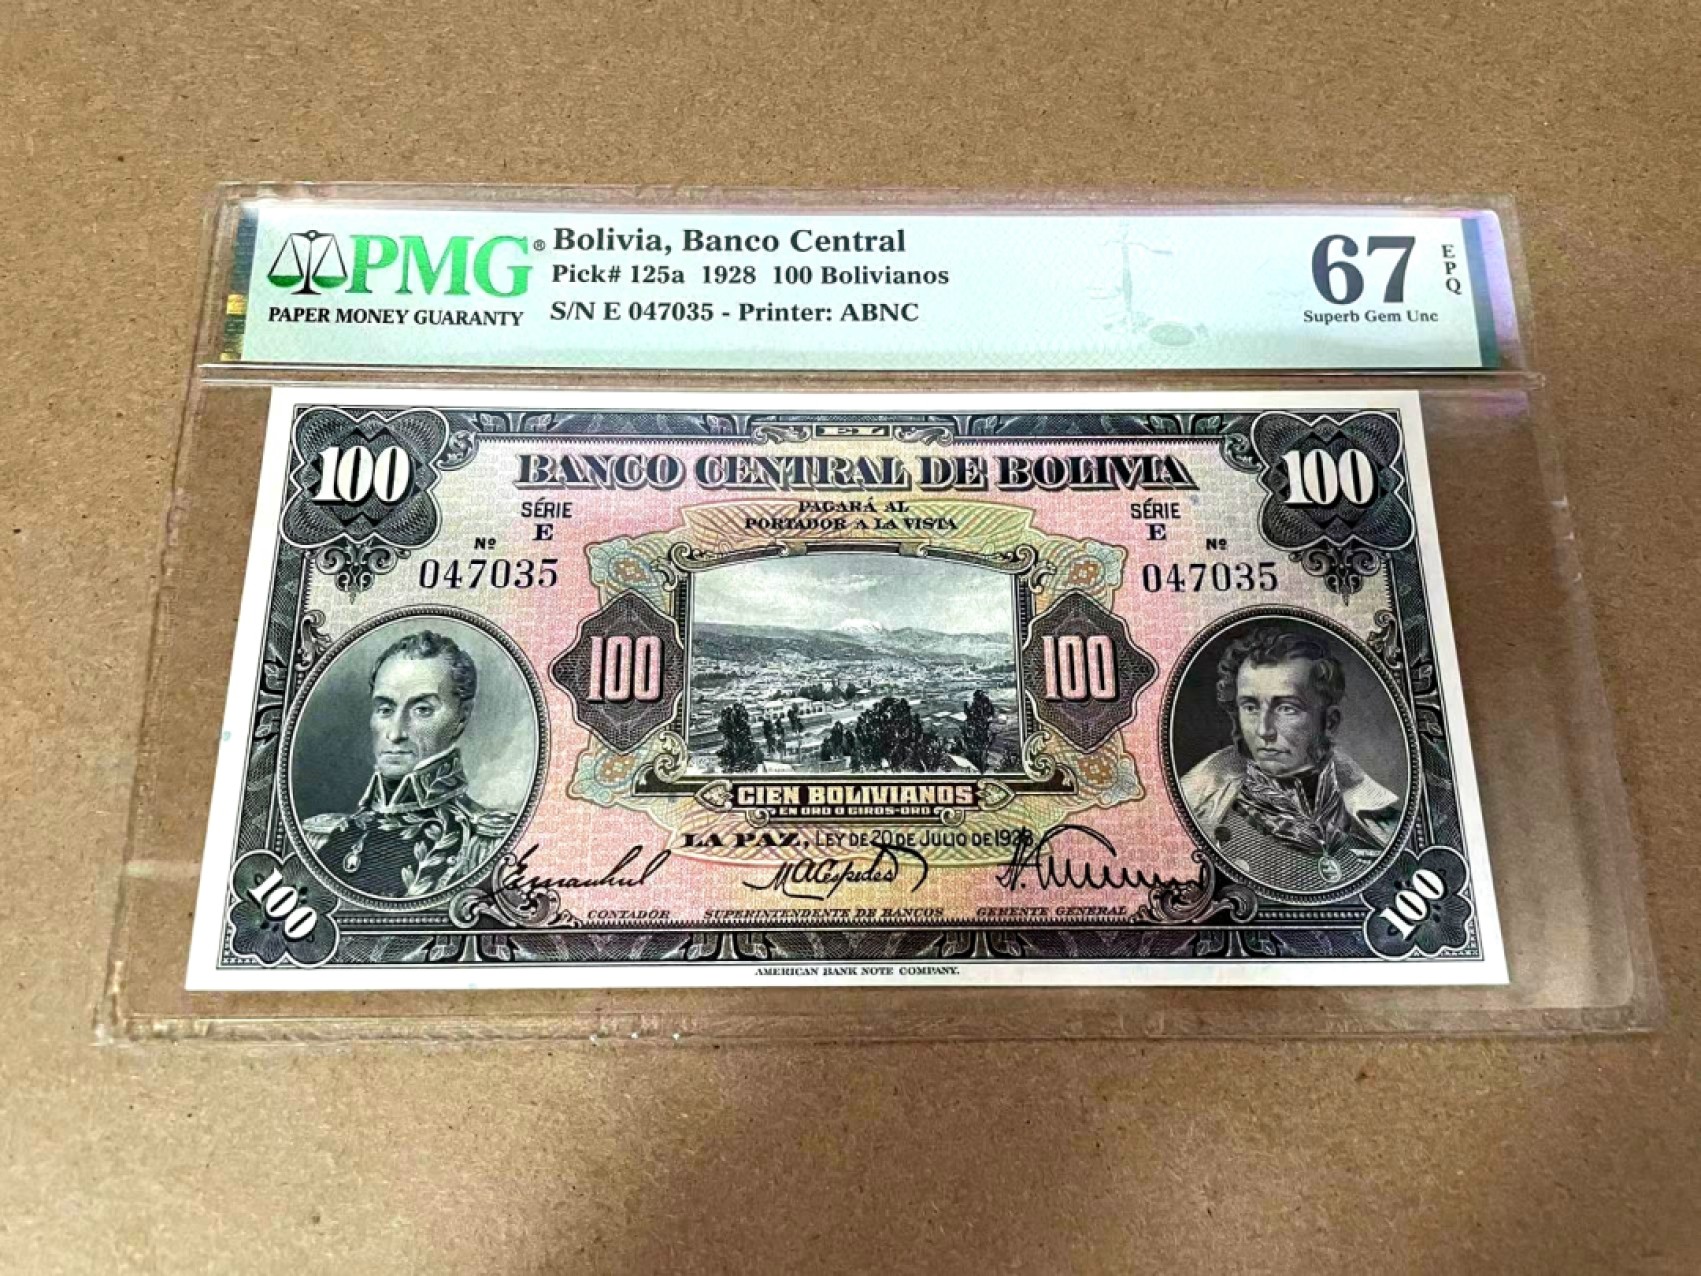 PMG®
PAPER MONEY GUARANTY
Bolivia, Banco Central
Pick# 125a 1928 100 Bolivianos
S/N E 047035 - Printer: ABNC
67
EPQ
Superb Gem Unc
EL
BANCO CENTRAL DE BOLIVIA
100
100
PAGARÁ AL
PORTADOR A LA VISTA
SÉRIE
E
SÉRIE
E
Nº
047035
Nº
047035
100
100
CIEN BOLIVIANOS
EN ORO O GIROS-ORO
LA PAZ, LEY DE 20 DE JULIO DE 1928
CONTADOR
SUPERINTENDENTE DE BANCOS
GERENTE GENERAL
100
100
AMERICAN BANK NOTE COMPANY.